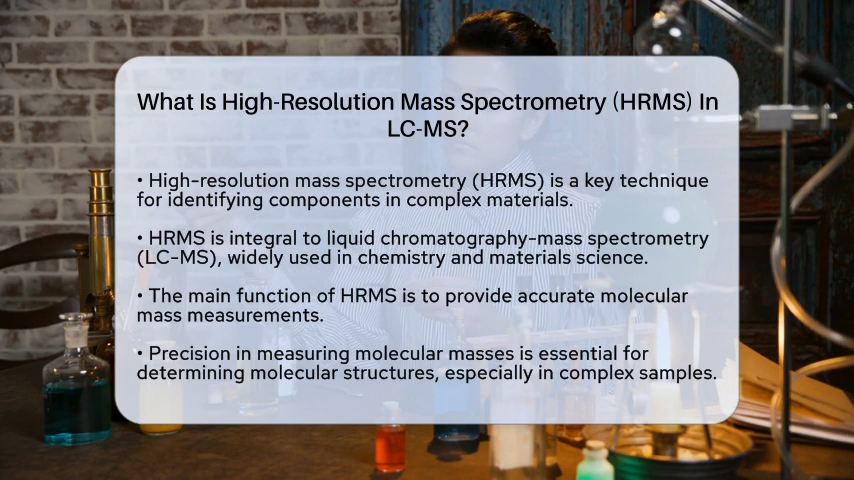 What Is High-Resolution Mass Spectrometry (HRMS) In
LC-MS?
• High-resolution mass spectrometry (HRMS) is a key technique
for identifying components in complex materials.
• HRMS is integral to liquid chromatography-mass spectrometry
(LC-MS), widely used in chemistry and materials science.
• The main function of HRMS is to provide accurate molecular
mass measurements.
• Precision in measuring molecular masses is essential for
determining molecular structures, especially in complex samples.